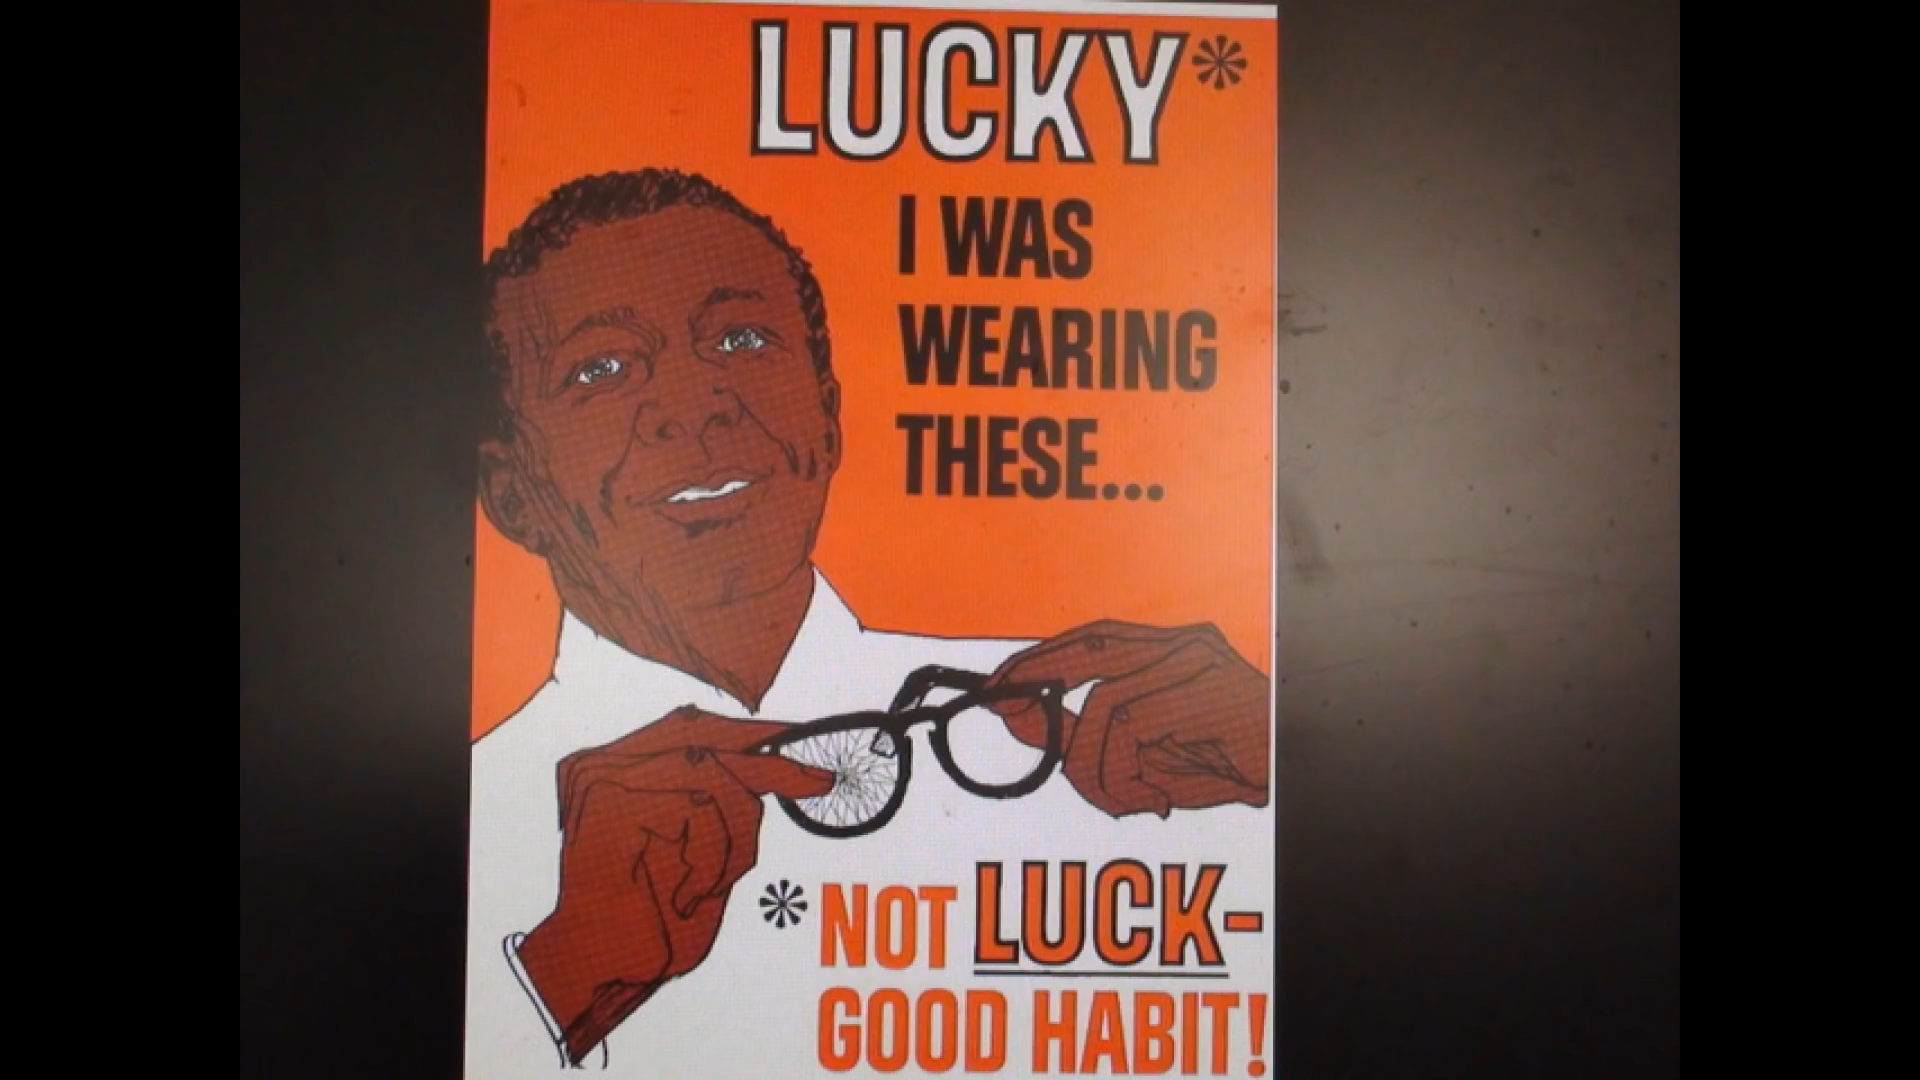 LUCKY*
I WAS
WEARING
THESE...
*NOT LUCK-
GOOD HABIT!